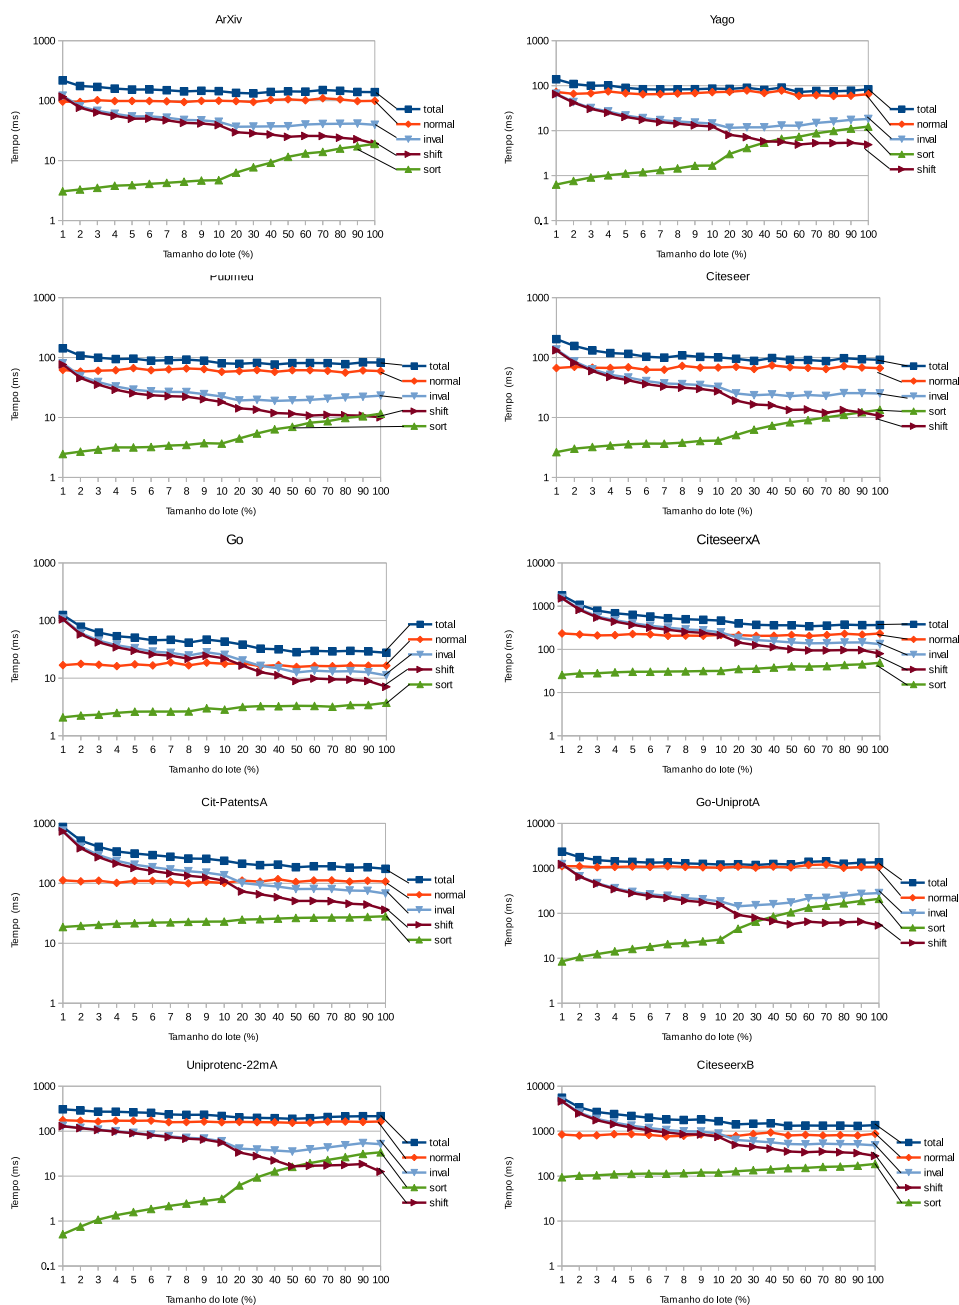 ArXiv
1000
100
10
1
Tempo (ms)
1 2 3 4 5 6 7 8 9 10 20 30 40 50 60 70 80 90 100
Tamanho do lote (%)
total
normal
inval
shift
sort
Yago
1000
100
10
1
0.1
Tempo (ms)
1 2 3 4 5 6 7 8 9 10 20 30 40 50 60 70 80 90 100
Tamanho do lote (%)
total
normal
inval
sort
shift
Pubmed
1000
100
10
1
Tempo (ms)
1 2 3 4 5 6 7 8 9 10 20 30 40 50 60 70 80 90 100
Tamanho do lote (%)
total
normal
inval
shift
sort
Citeseer
1000
100
10
1
Tempo (ms)
1 2 3 4 5 6 7 8 9 10 20 30 40 50 60 70 80 90 100
Tamanho do lote (%)
total
normal
inval
sort
shift
Go
1000
100
10
1
Tempo (ms)
1 2 3 4 5 6 7 8 9 10 20 30 40 50 60 70 80 90 100
Tamanho do lote (%)
total
normal
inval
shift
sort
CiteseerxA
10000
1000
100
10
1
Tempo (ms)
1 2 3 4 5 6 7 8 9 10 20 30 40 50 60 70 80 90 100
Tamanho do lote (%)
total
normal
inval
shift
sort
Cit-PatentsA
1000
100
10
1
Tempo (ms)
1 2 3 4 5 6 7 8 9 10 20 30 40 50 60 70 80 90 100
Tamanho do lote (%)
total
normal
inval
shift
sort
Go-UniprotA
10000
1000
100
10
1
Tempo (ms)
1 2 3 4 5 6 7 8 9 10 20 30 40 50 60 70 80 90 100
Tamanho do lote (%)
total
normal
inval
sort
shift
Uniprotenc-22mA
1000
100
10
1
0.1
Tempo (ms)
1 2 3 4 5 6 7 8 9 10 20 30 40 50 60 70 80 90 100
Tamanho do lote (%)
total
normal
inval
sort
shift
CiteseerxB
10000
1000
100
10
1
Tempo (ms)
1 2 3 4 5 6 7 8 9 10 20 30 40 50 60 70 80 90 100
Tamanho do lote (%)
total
normal
inval
shift
sort